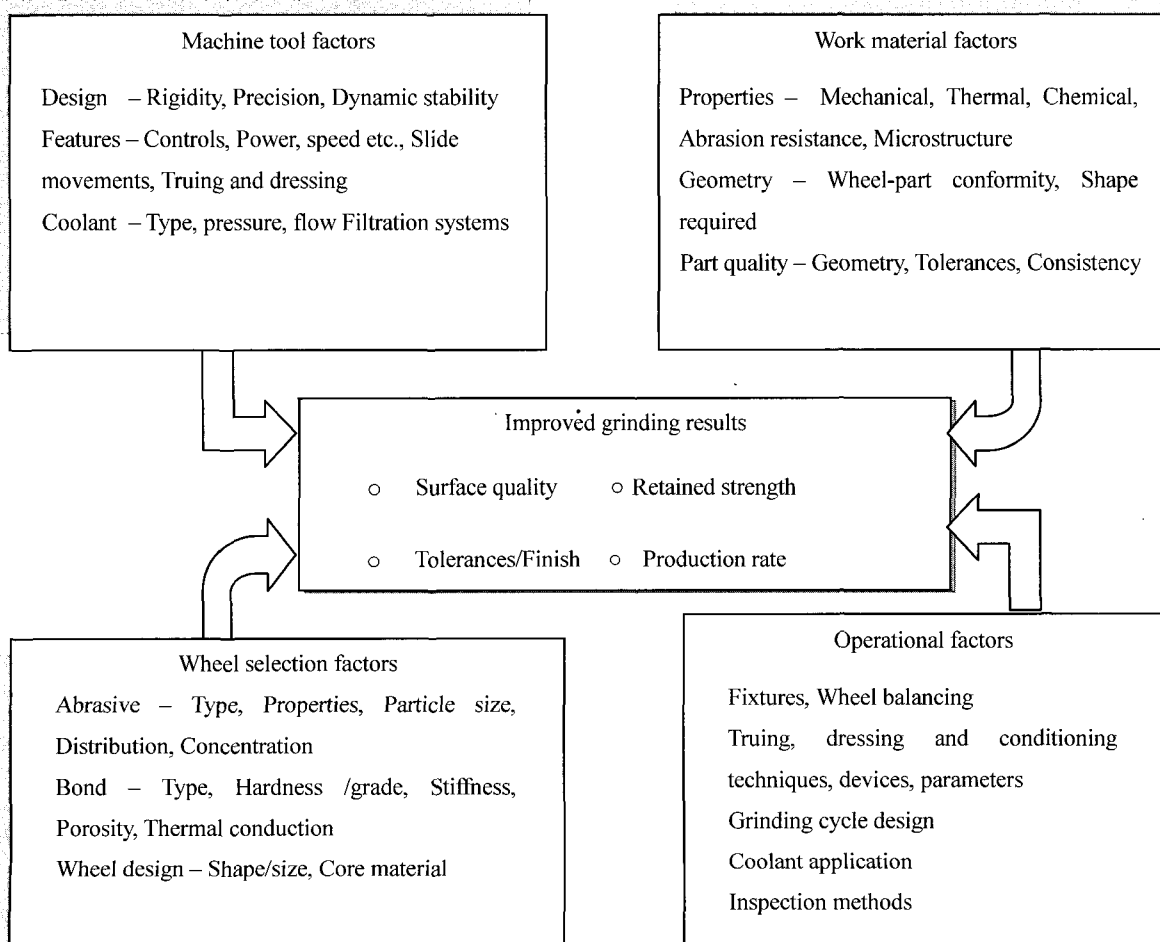 Machine tool factors
Design – Rigidity, Precision, Dynamic stability
Features – Controls, Power, speed etc., Slide
movements, Truing and dressing
Coolant – Type, pressure, flow Filtration systems
Work material factors
Properties – Mechanical, Thermal, Chemical,
Abrasion resistance, Microstructure
Geometry – Wheel-part conformity, Shape
required
Part quality – Geometry, Tolerances, Consistency
Improved grinding results
○ Surface quality ○ Retained strength
○ Tolerances/Finish ○ Production rate
Wheel selection factors
Abrasive – Type, Properties, Particle size,
Distribution, Concentration
Bond – Type, Hardness /grade, Stiffness,
Porosity, Thermal conduction
Wheel design – Shape/size, Core material
Operational factors
Fixtures, Wheel balancing
Truing, dressing and conditioning
techniques, devices, parameters
Grinding cycle design
Coolant application
Inspection methods